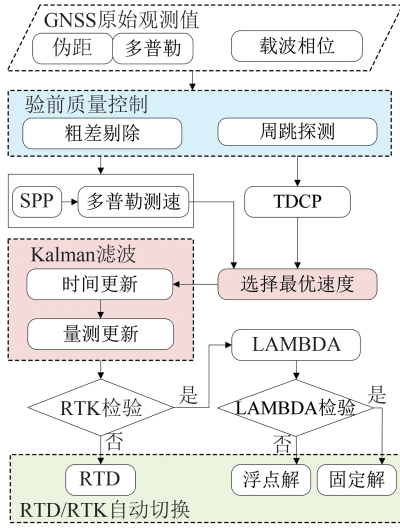 GNSS原始观测值
伪距 多普勒 载波相位
验前质量控制
粗差剔除 周跳探测
SPP 多普勒测速 TDCP
Kalman滤波
时间更新 选择最优速度
量测更新 LAMBDA
RTK检验 是 LAMBDA检验 是
否 否
RTD 浮点解 固定解
RTD/RTK自动切换